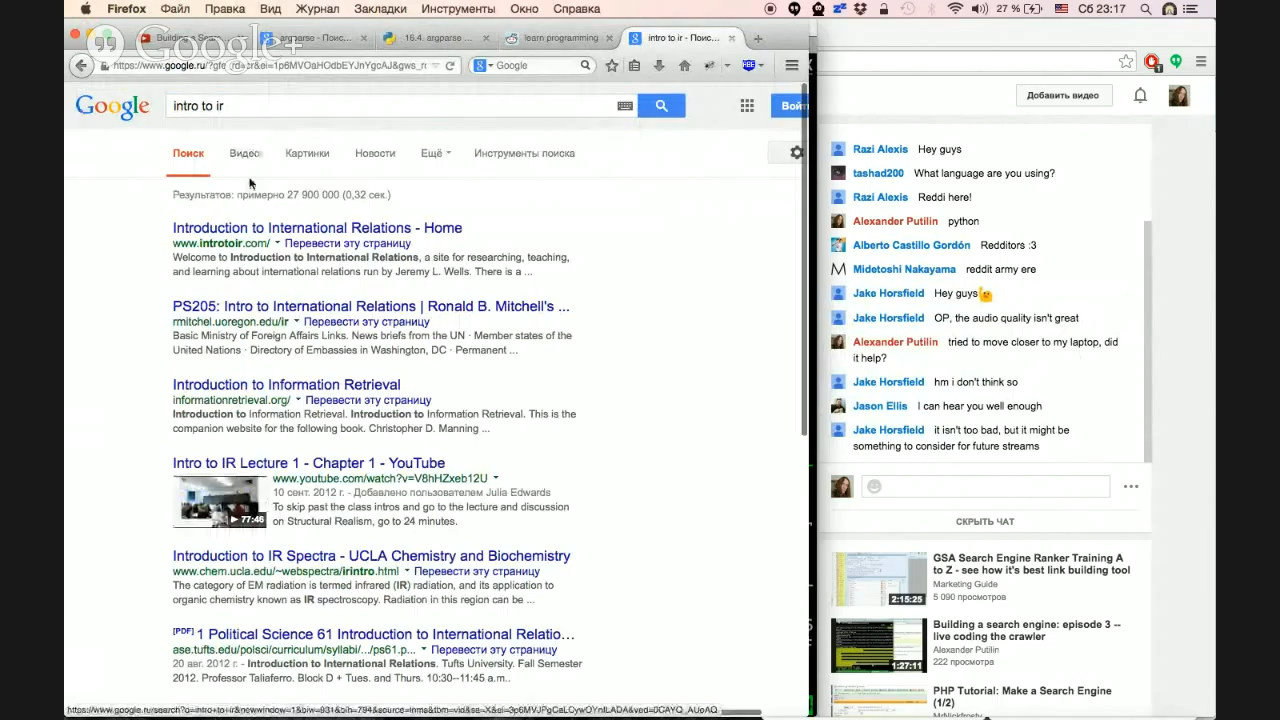 Firefox Файл Правка Вид Журнал Закладки Инструменты Окно Справка 27 % Сб 23:17
Google+
Building a Sea argparse - Поис... 16.4. argparse learn programming intro to ir - Поис...
Google
Google intro to ir Войт
Поиск Видео Картинки Новости Ещё Инструменты поиска
Результатов: примерно 27 900 000 (0,32 сек.)
Introduction to International Relations - Home
www.introtoir.com/ Перевести эту страницу
Welcome to Introduction to International Relations, a site for researching, teaching,
and learning about international relations run by Jeremy L. Wells. There is a ...
PS205: Intro to International Relations | Ronald B. Mitchell's ...
rmitchel.uoregon.edu/ir Перевести эту страницу
Basic Ministry of Foreign Affairs Links. News briefs from the UN · Member states of the
United Nations · Directory of Embassies in Washington, DC · Permanent ...
Introduction to Information Retrieval
informationretrieval.org/ Перевести эту страницу
Introduction to Information Retrieval. Introduction to Information Retrieval. This is the
companion website for the following book. Christopher D. Manning ...
Intro to IR Lecture 1 - Chapter 1 - YouTube
www.youtube.com/watch?v=V8hHZxeb12U
10 сент. 2012 г. - Добавлено пользователем Julia Edwards
To skip past the class intros and go to the lecture and discussion
on Structural Realism, go to 24 minutes.
77:46
Introduction to IR Spectra - UCLA Chemistry and Biochemistry
www.chem.ucla.edu/~webspectra/irintro.html Перевести эту страницу
The category of EM radiation is termed infrared (IR) radiation, and its application to
organic chemistry known as IR spectroscopy. Radiation in this region can be ...
[PDF] 1 Political Science 61 Introduction to International Relatio...
ase.tufts.edu/polsci/curriculum/syllabi/.../ps61.p... Перевести эту страницу
20 авг. 2012 г. - Introduction to International Relations. Tufts University. Fall Semester
2012. Professor Taliaferro. Block D + Tues. and Thurs., 10:30–11:45 a.m..
Добавить видео
Razi Alexis Hey guys
tashad200 What language are you using?
Razi Alexis Reddi here!
Alexander Putilin python
Alberto Castillo Gordón Redditors :3
Midetoshi Nakayama reddit army ere
Jake Horsfield Hey guys
Jake Horsfield OP, the audio quality isn't great
Alexander Putilin tried to move closer to my laptop, did
it help?
Jake Horsfield hm i don't think so
Jason Ellis I can hear you well enough
Jake Horsfield it isn't too bad, but it might be
something to consider for future streams
СКРЫТЬ ЧАТ
GSA Search Engine Ranker Training A
to Z - see how it's best link building tool
Marketing Guide
5 090 просмотров
2:15:25
Building a search engine: episode 3 --
live coding the crawler
Alexander Putilin
222 просмотра
1:27:11
PHP Tutorial: Make a Search Engine
(1/2)